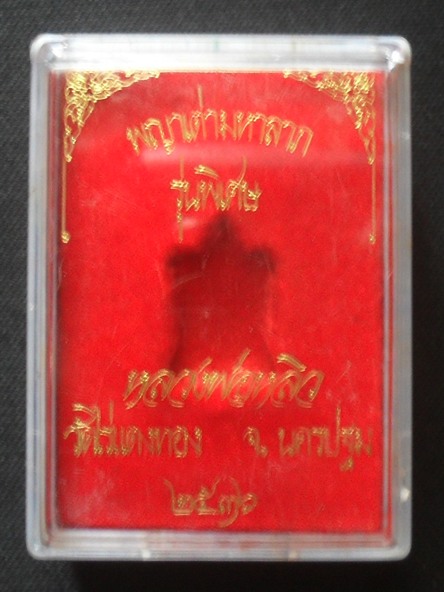 พญาเต่ามหาลาภ
รุ่นพิเศษ
หลวงพ่อหลิว
วัดไร่แตงทอง จ. นครปฐม
๒๕๓๑